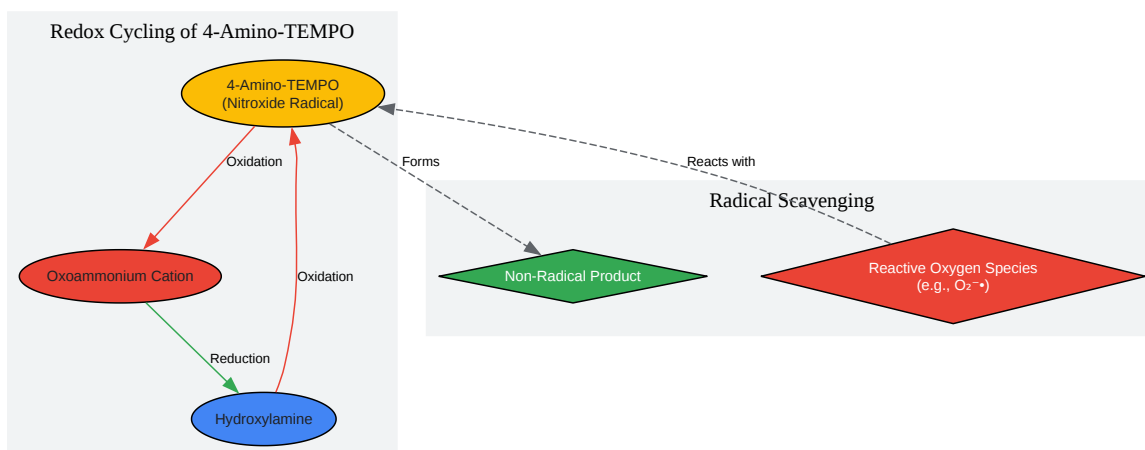 Redox Cycling of 4-Amino-TEMPO
4-Amino-TEMPO
(Nitroxide Radical)
Oxidation
Forms
Reacts with
Radical Scavenging
Oxoammonium Cation
Oxidation
Non-Radical Product
Reactive Oxygen Species
(e.g., O₂⁻•)
Reduction
Hydroxylamine